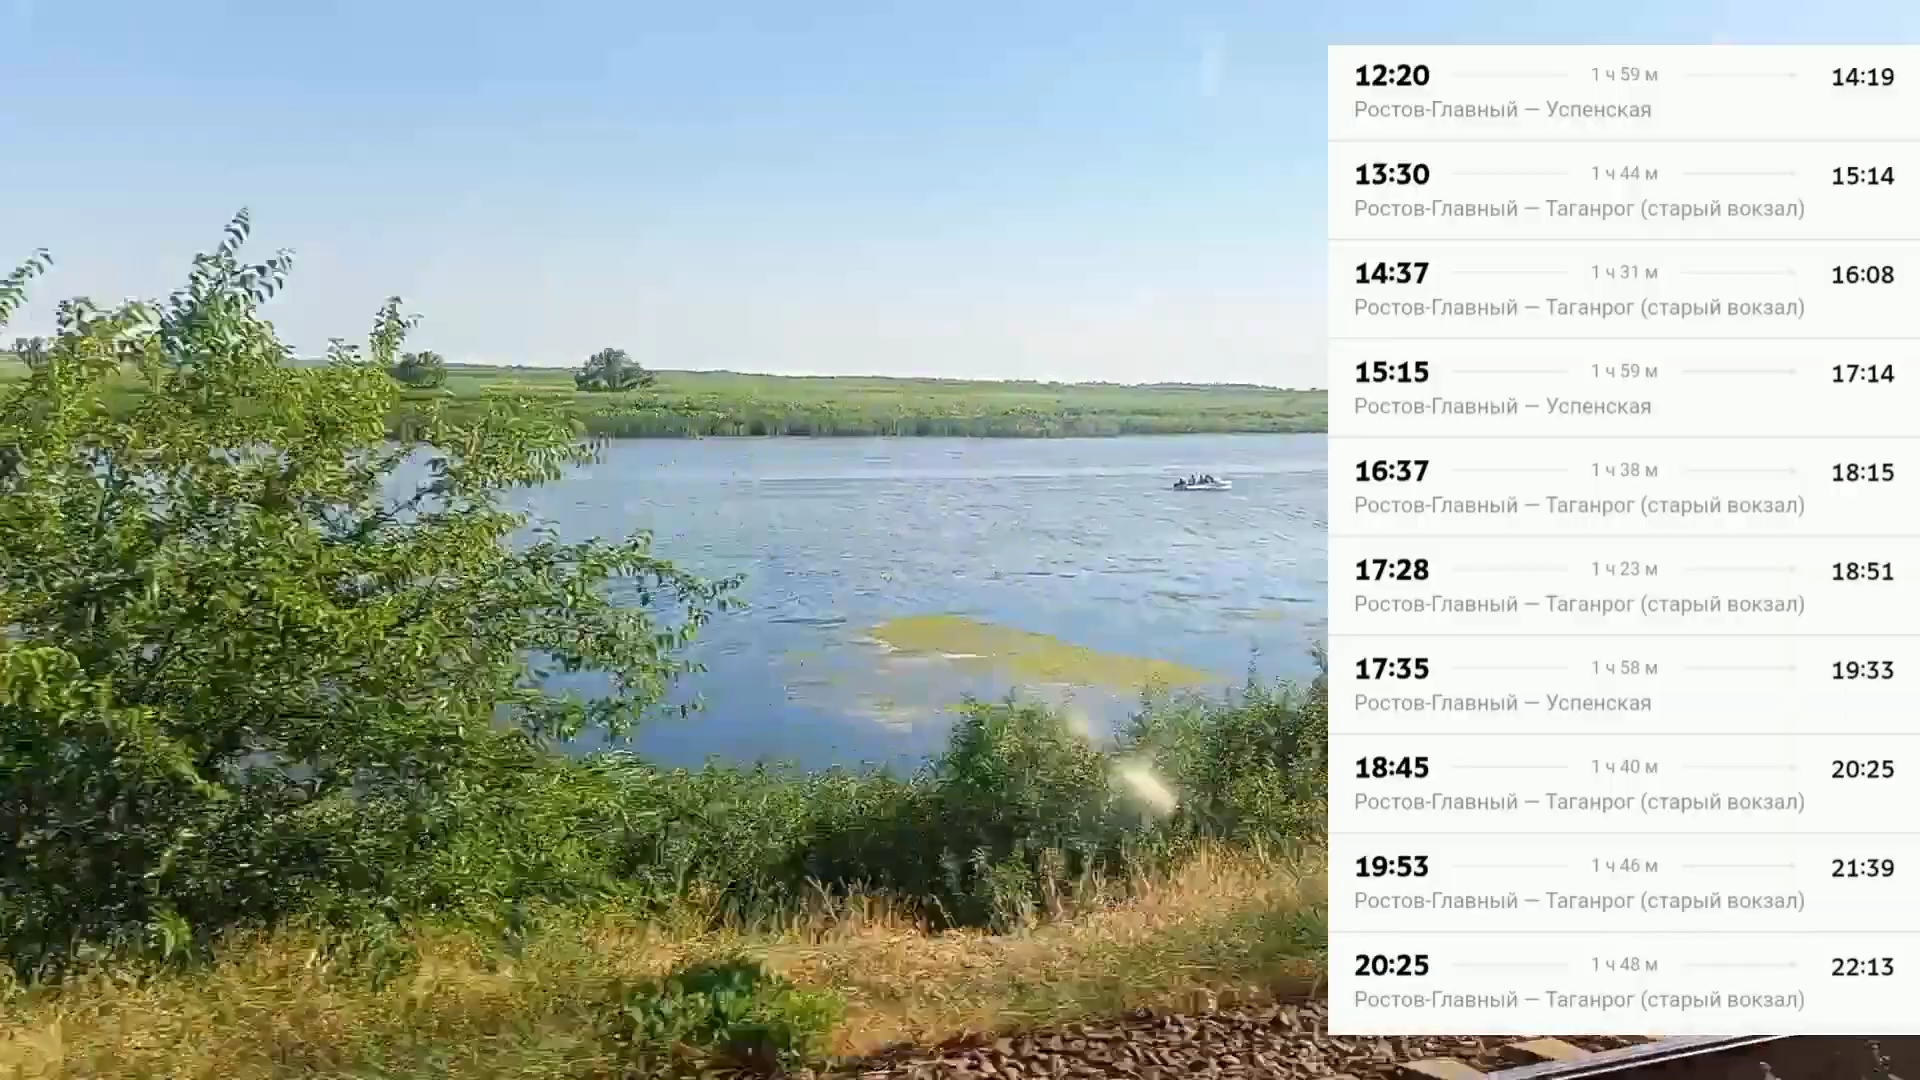 12:20 1 ч 59 м 14:19
Ростов-Главный — Успенская
13:30 1 ч 44 м 15:14
Ростов-Главный — Таганрог (старый вокзал)
14:37 1 ч 31 м 16:08
Ростов-Главный — Таганрог (старый вокзал)
15:15 1 ч 59 м 17:14
Ростов-Главный — Успенская
16:37 1 ч 38 м 18:15
Ростов-Главный — Таганрог (старый вокзал)
17:28 1 ч 23 м 18:51
Ростов-Главный — Таганрог (старый вокзал)
17:35 1 ч 58 м 19:33
Ростов-Главный — Успенская
18:45 1 ч 40 м 20:25
Ростов-Главный — Таганрог (старый вокзал)
19:53 1 ч 46 м 21:39
Ростов-Главный — Таганрог (старый вокзал)
20:25 1 ч 48 м 22:13
Ростов-Главный — Таганрог (старый вокзал)